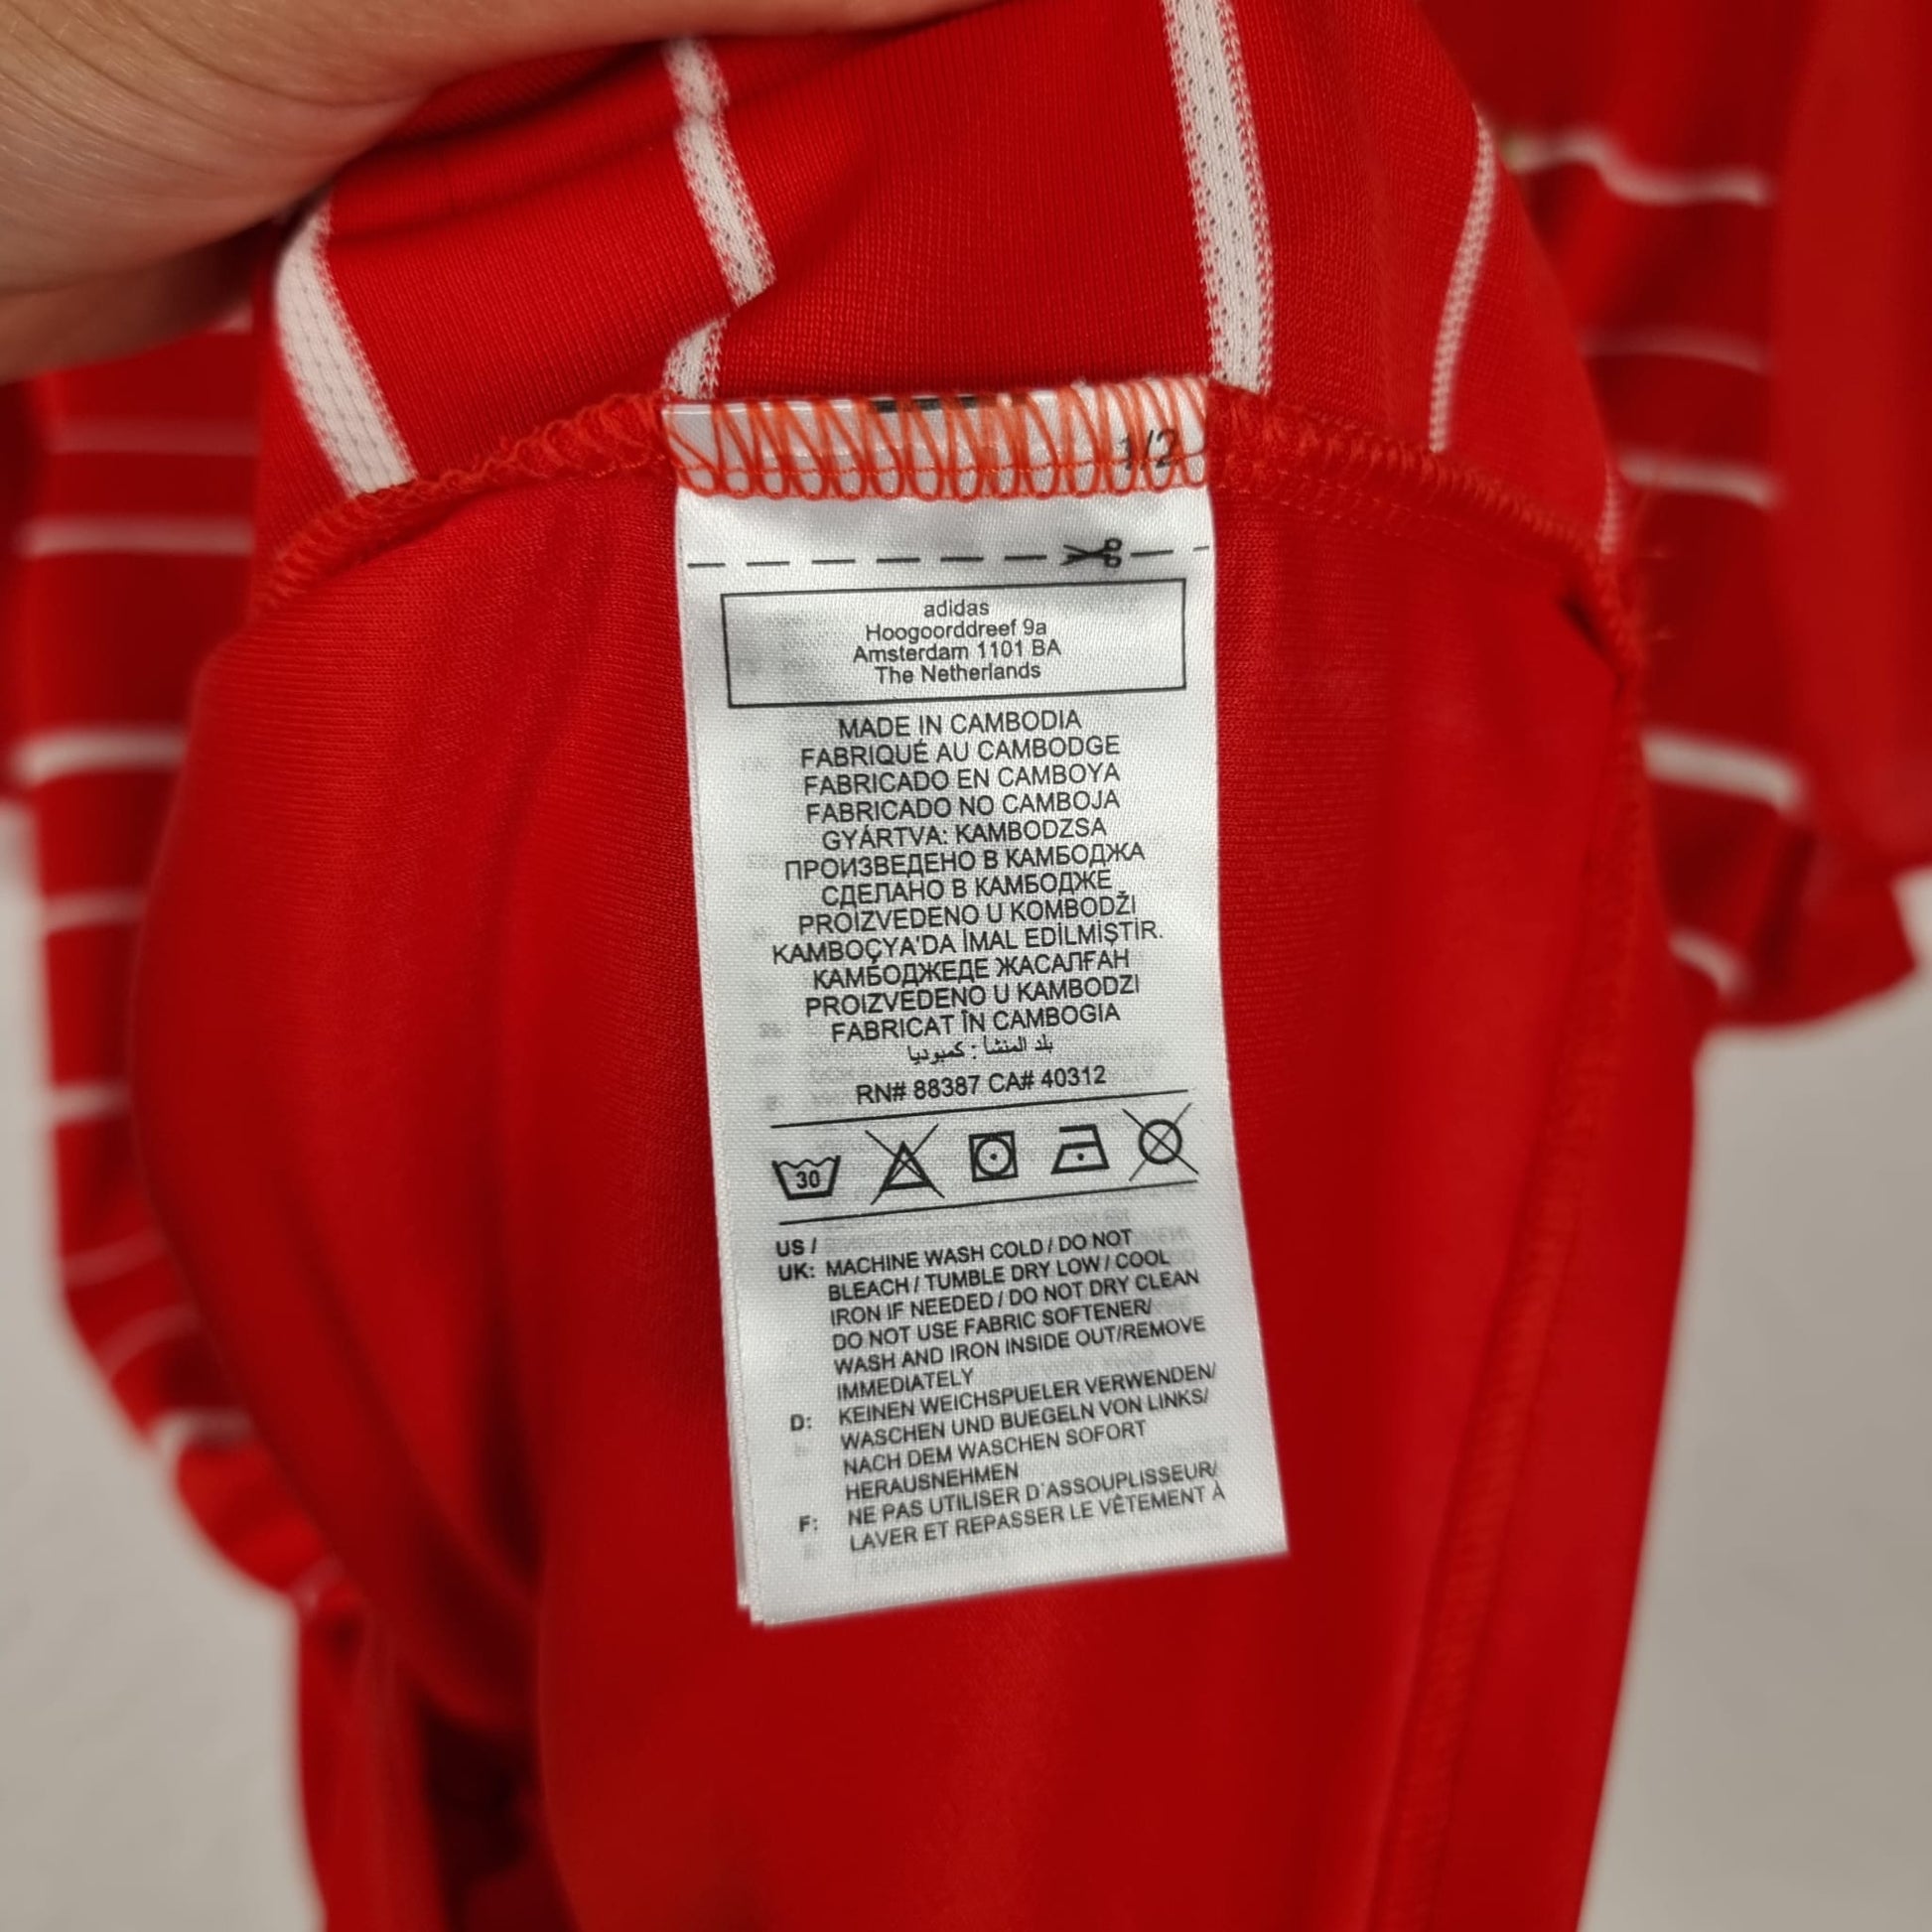 1/2
adidas
Hoogoorddreef 9a
Amsterdam 1101 BA
The Netherlands
MADE IN CAMBODIA
FABRIQUÉ AU CAMBODGE
FABRICADO EN CAMBOYA
FABRICADO NO CAMBOJA
GYÁRTVA: KAMBODZSA
ПРОИЗВЕДЕНО В КАМБОДЖА
СДЕЛАНО В КАМБОДЖЕ
PROIZVEDENO U KOMBODŽI
KAMBOÇYA'DA İMAL EDİLMİŞTİR.
КАМБОДЖЕДЕ ЖАСАЛҒАН
PROIZVEDENO U KAMBODZI
FABRICAT ÎN CAMBOGIA
بلد المنشأ : كمبوديا
RN# 88387 CA# 40312
30
US /
UK: MACHINE WASH COLD / DO NOT
BLEACH / TUMBLE DRY LOW / COOL
IRON IF NEEDED / DO NOT DRY CLEAN
DO NOT USE FABRIC SOFTENER/
WASH AND IRON INSIDE OUT/REMOVE
IMMEDIATELY
D: KEINEN WEICHSPUELER VERWENDEN/
WASCHEN UND BUEGELN VON LINKS/
NACH DEM WASCHEN SOFORT
HERAUSNEHMEN
F: NE PAS UTILISER D'ASSOUPLISSEUR/
LAVER ET REPASSER LE VÊTEMENT À